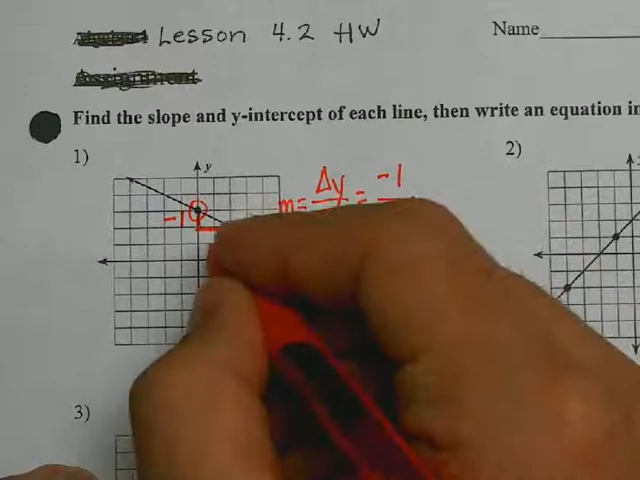 Lesson 4.2 HW
Name
Assignment
Find the slope and y-intercept of each line, then write an equation in
1)
2)
y
m = Δy = -1
-1
3)